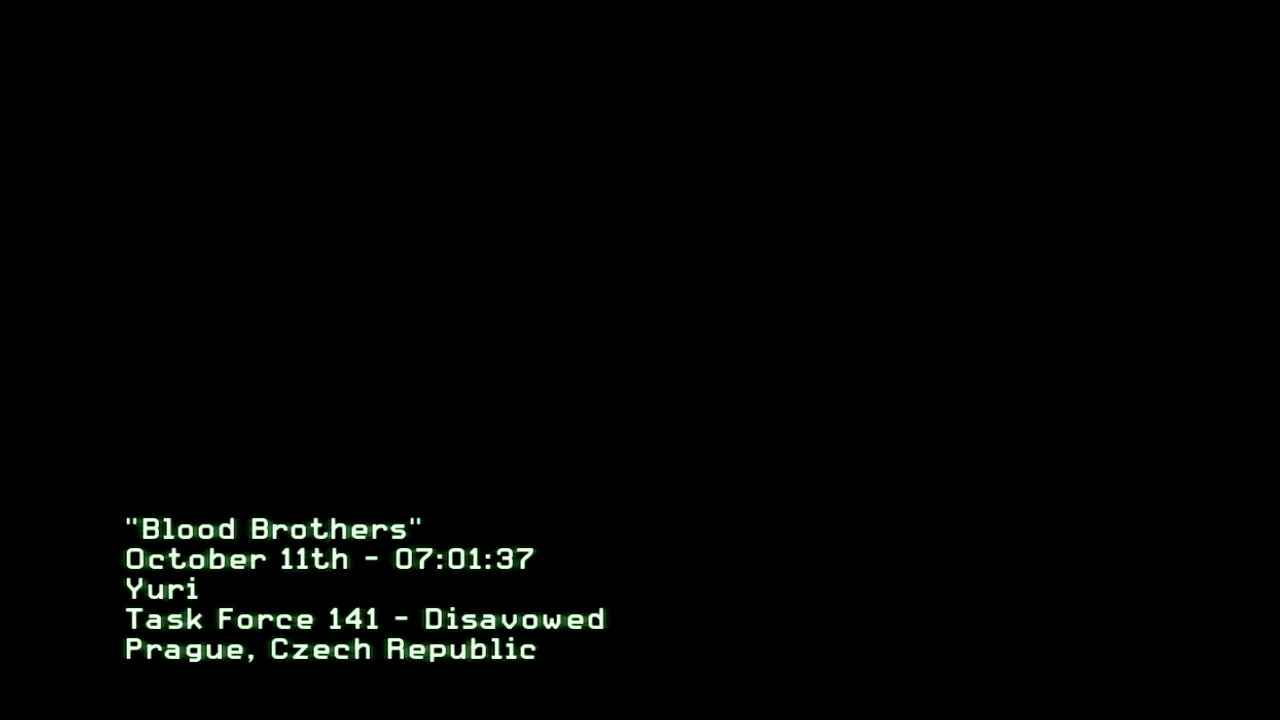 "Blood Brothers"
October 11th - 07:01:37
Yuri
Task Force 141 - Disavowed
Prague, Czech Republic